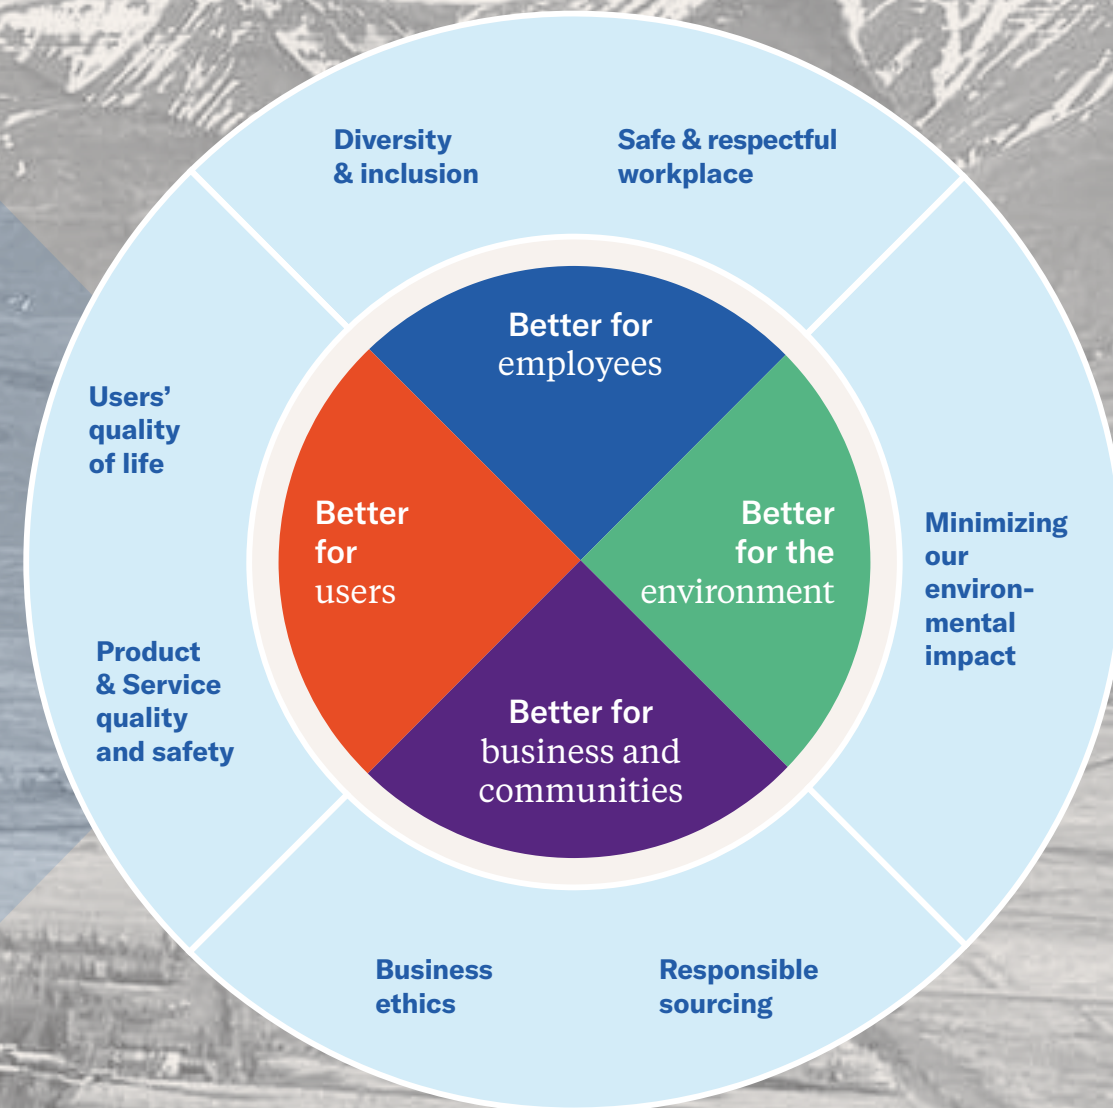 Diversity
& inclusion
Safe & respectful
workplace
Better for
employees
Users’
quality
of life
Better
for
users
Better
for the
environment
Minimizing
our
environ-
mental
impact
Product
& Service
quality
and safety
Better for
business and
communities
Business
ethics
Responsible
sourcing